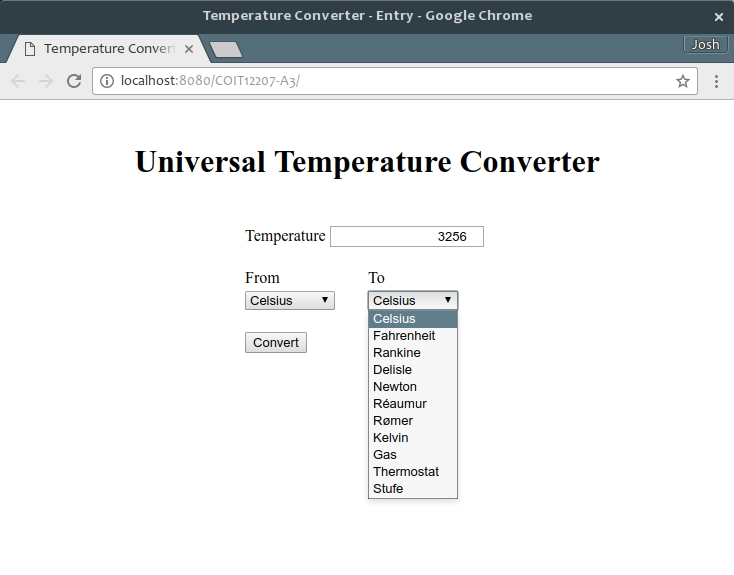 Temperature Converter - Entry - Google Chrome
Temperature Convert
Josh
localhost:8080/COIT12207-A3/
Universal Temperature Converter
Temperature 3256
From To
Celsius Celsius
Celsius
Fahrenheit
Convert
Rankine
Delisle
Newton
Réaumur
Rømer
Kelvin
Gas
Thermostat
Stufe